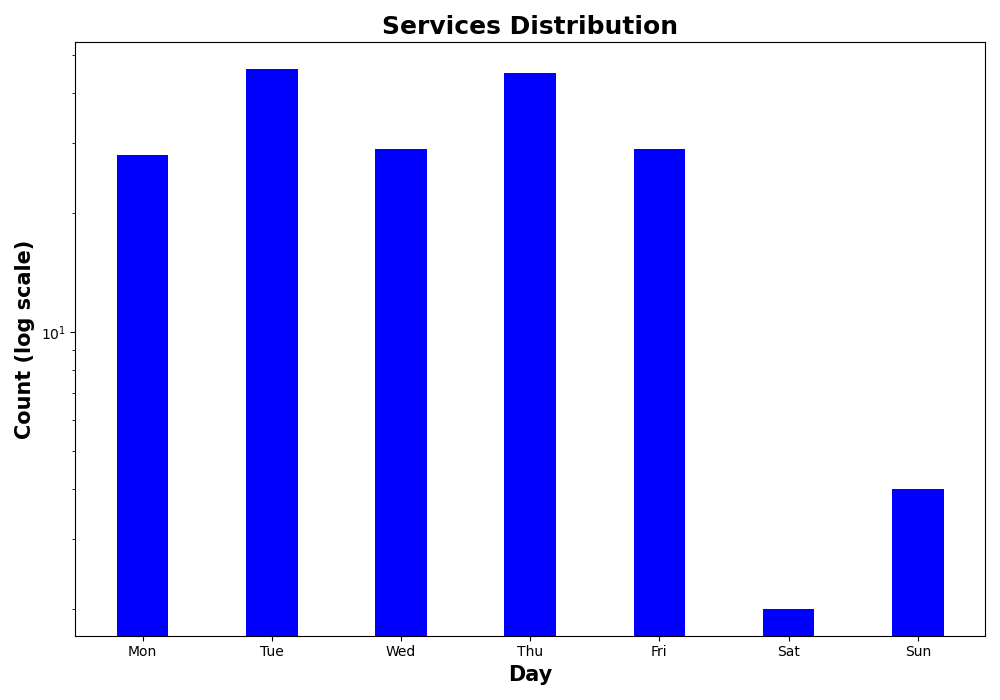 Services Distribution
Count (log scale)
10¹
Mon Tue Wed Thu Fri Sat Sun
Day